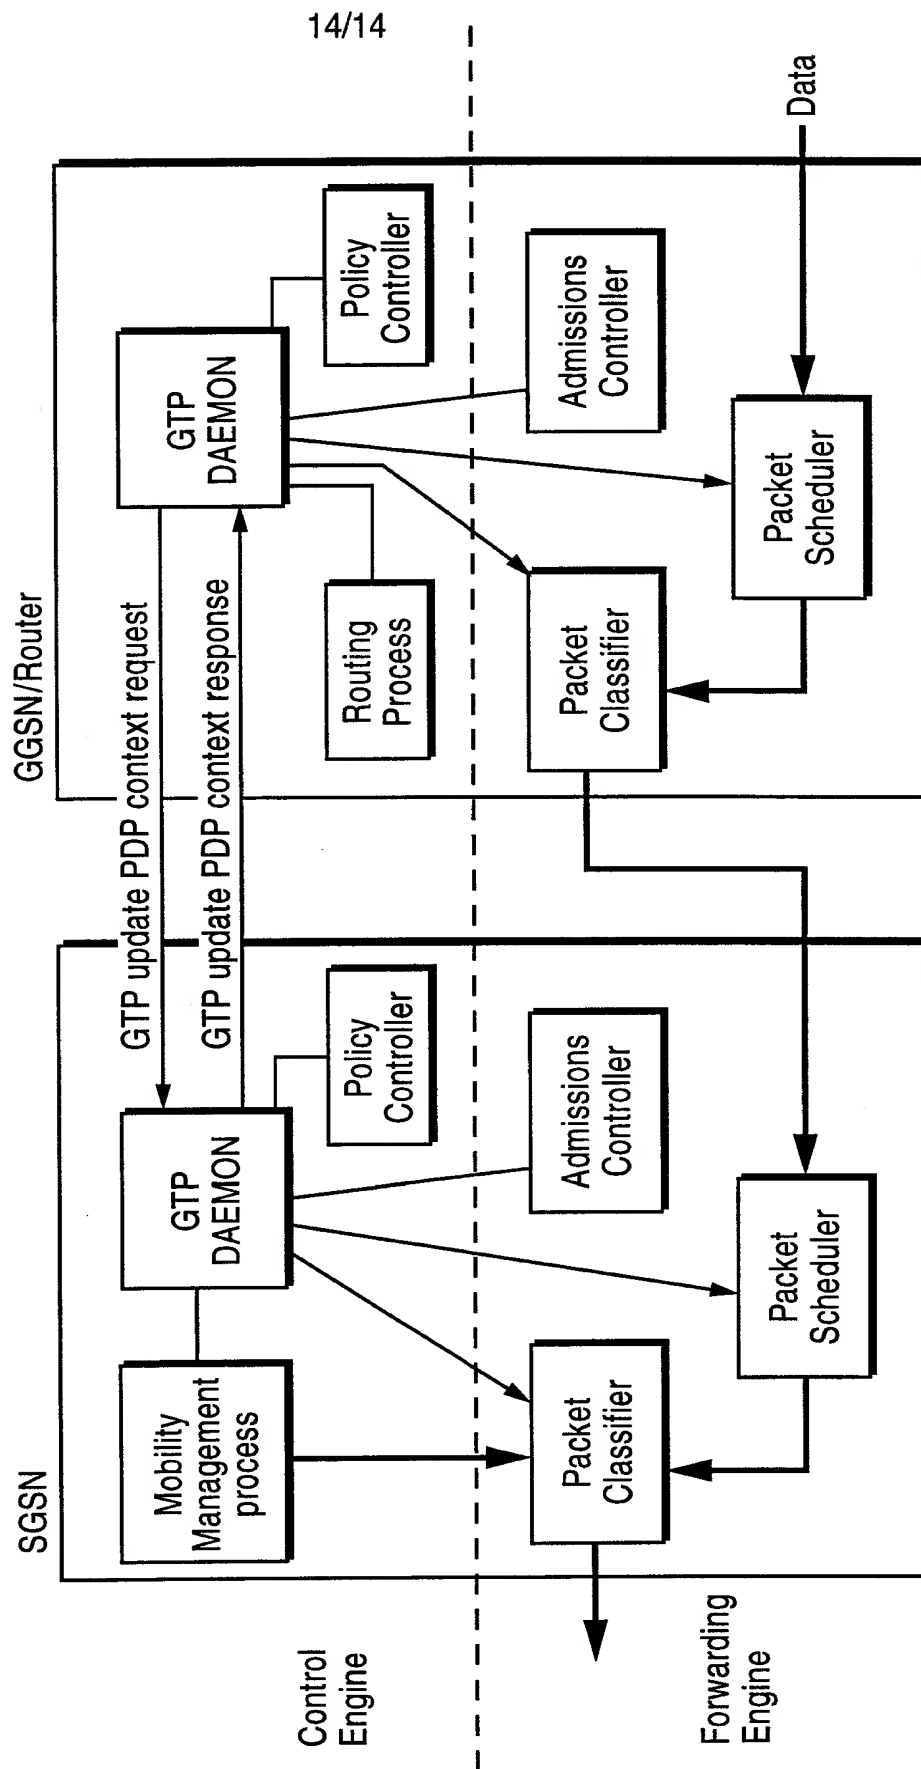 14/14
SGSN
GGSN/Router
GTP update PDP context request
GTP update PDP context response
Mobility
Management
process
GTP
DAEMON
Policy
Controller
GTP
DAEMON
Policy
Controller
Routing
Process
Control
Engine
Packet
Classifier
Admissions
Controller
Packet
Classifier
Admissions
Controller
Forwarding
Engine
Packet
Scheduler
Packet
Scheduler
Data